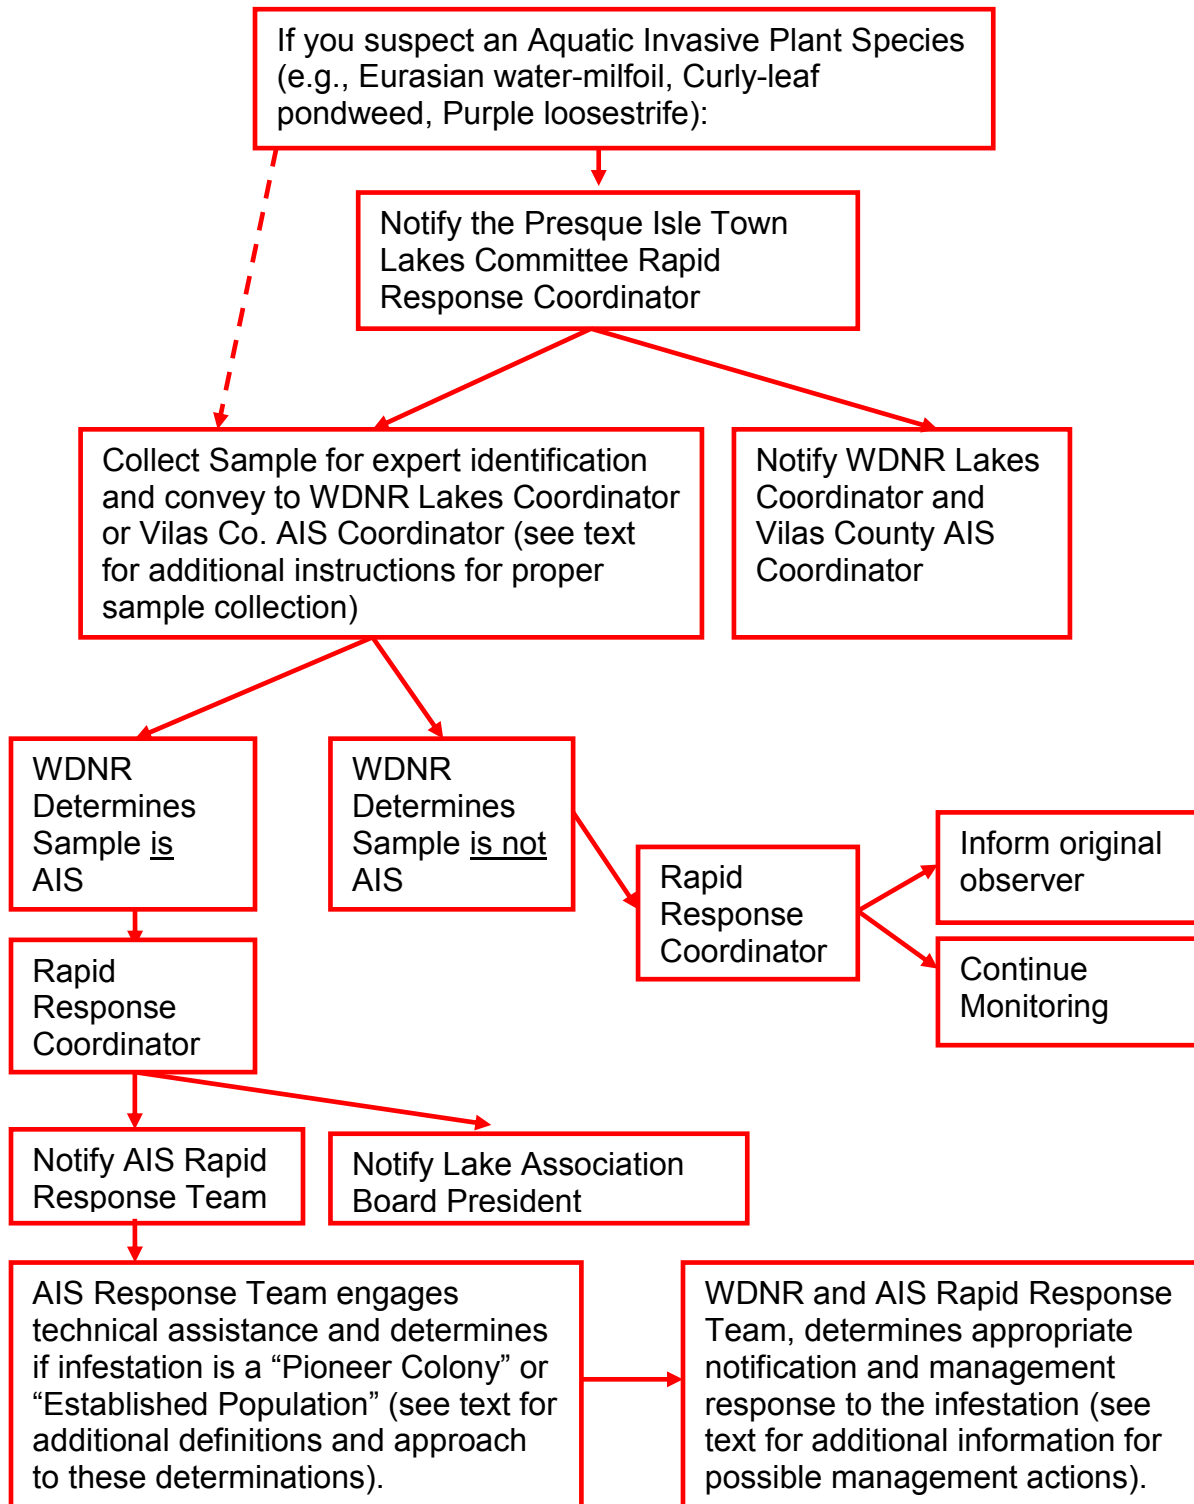 If you suspect an Aquatic Invasive Plant Species
(e.g., Eurasian water-milfoil, Curly-leaf
pondweed, Purple loosestrife):
Notify the Presque Isle Town
Lakes Committee Rapid
Response Coordinator
Collect Sample for expert identification
and convey to WDNR Lakes Coordinator
or Vilas Co. AIS Coordinator (see text
for additional instructions for proper
sample collection)
Notify WDNR Lakes
Coordinator and
Vilas County AIS
Coordinator
WDNR
Determines
Sample is
AIS
WDNR
Determines
Sample is not
AIS
Rapid
Response
Coordinator
Inform original
observer
Continue
Monitoring
Rapid
Response
Coordinator
Notify AIS Rapid
Response Team
Notify Lake Association
Board President
AIS Response Team engages
technical assistance and determines
if infestation is a “Pioneer Colony” or
“Established Population” (see text for
additional definitions and approach
to these determinations).
WDNR and AIS Rapid Response
Team, determines appropriate
notification and management
response to the infestation (see
text for additional information for
possible management actions).